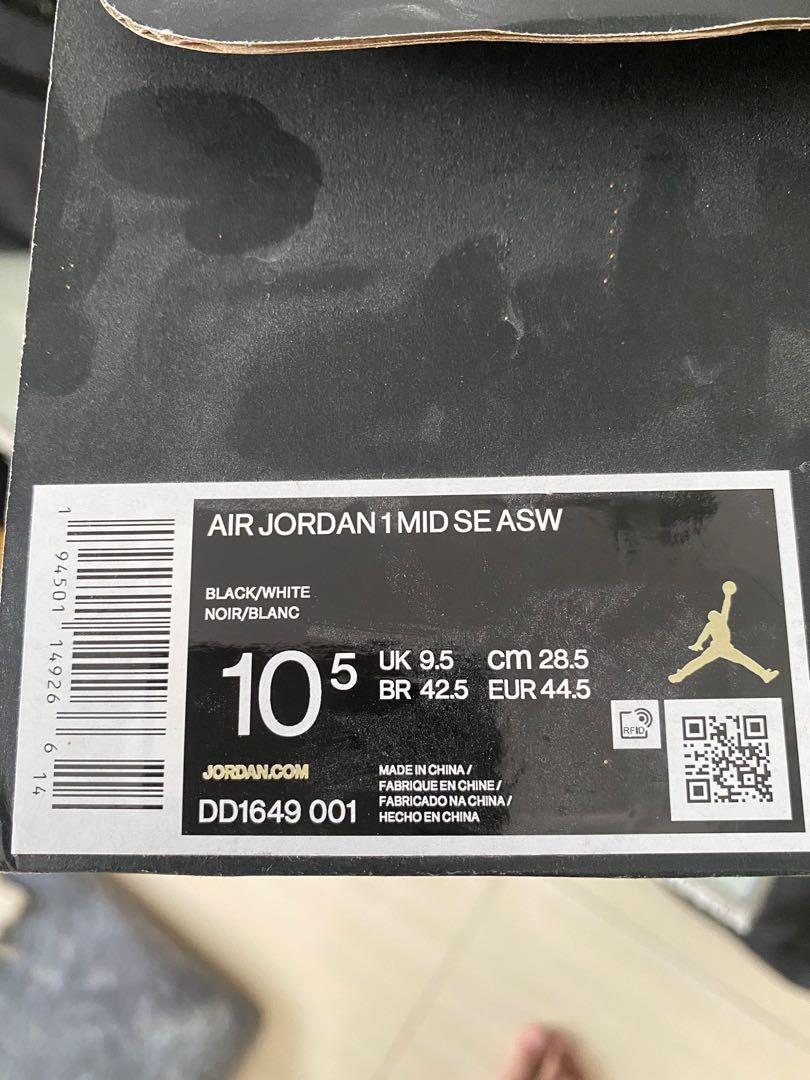 AIR JORDAN 1 MID SE ASW
BLACK/WHITE
NOIR/BLANC
10 5
UK 9.5 cm 28.5
BR 42.5 EUR 44.5
RFID
JORDAN.COM
DD1649 001
MADE IN CHINA /
FABRIQUE EN CHINE /
FABRICADO NA CHINA /
HECHO EN CHINA
1 94501 14926 6 14